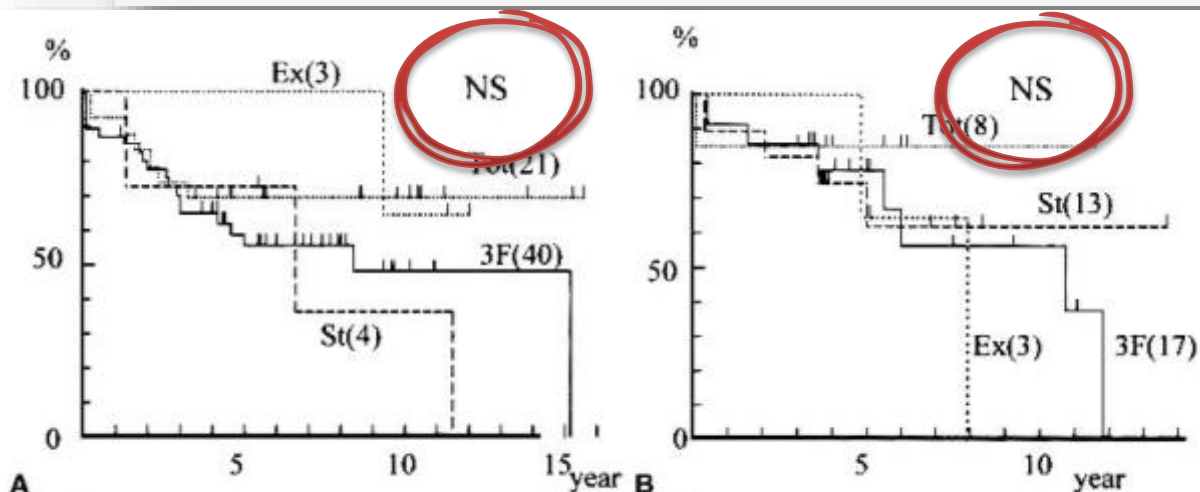 %
100
50
0
Ex(3)
NS
Tot(21)
3F(40)
St(4)
5
10
15
year
A
%
100
50
0
NS
Tot(8)
St(13)
Ex(3)
3F(17)
5
10
year
B